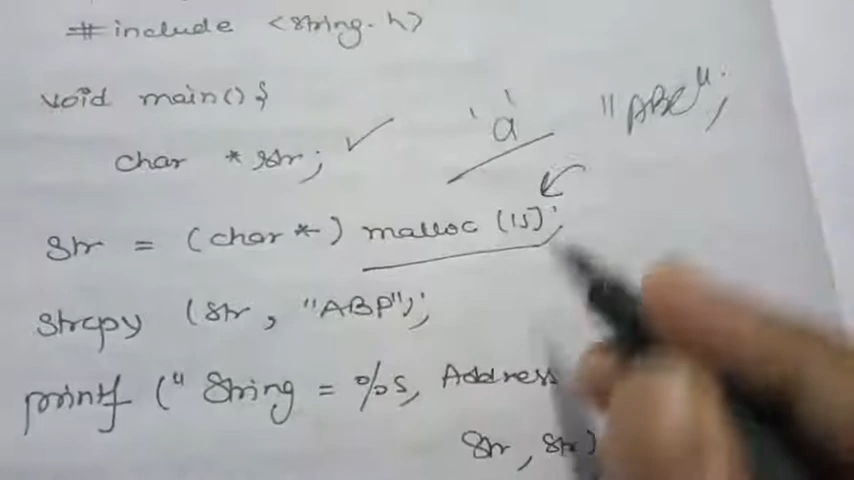 #include <string.h>
void main(){
char *str;
'a' "ABC";
str = (char*) malloc (15);
strcpy (str, "ABP");
printf (" String = %s, Address
str, str)